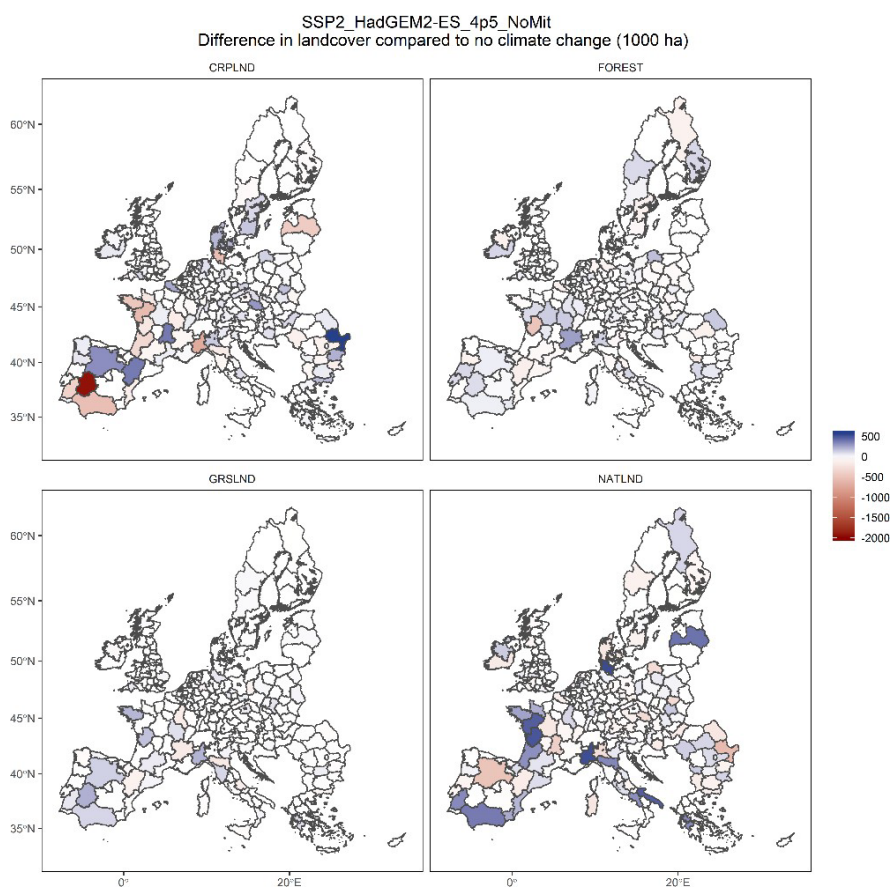 SSP2_HadGEM2-ES_4p5_NoMit
Difference in landcover compared to no climate change (1000 ha)
CRPLND
FOREST
60°N
55°N
50°N
45°N
40°N
35°N
500
0
-500
-1000
-1500
-2000
GRSLND
NATLND
60°N
55°N
50°N
45°N
40°N
35°N
0°
20°E
0°
20°E